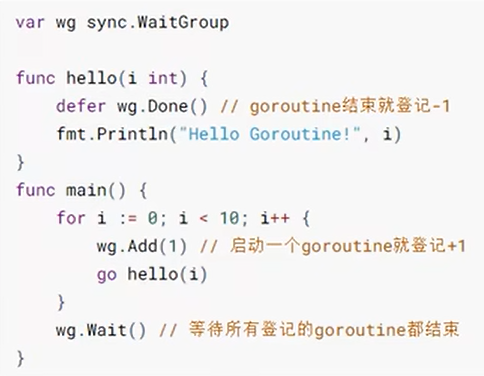 var wg sync.WaitGroup

func hello(i int) {
    defer wg.Done() // goroutine结束就登记-1
    fmt.Println("Hello Goroutine!", i)
}
func main() {
    for i := 0; i < 10; i++ {
        wg.Add(1) // 启动一个goroutine就登记+1
        go hello(i)
    }
    wg.Wait() // 等待所有登记的goroutine都结束
}